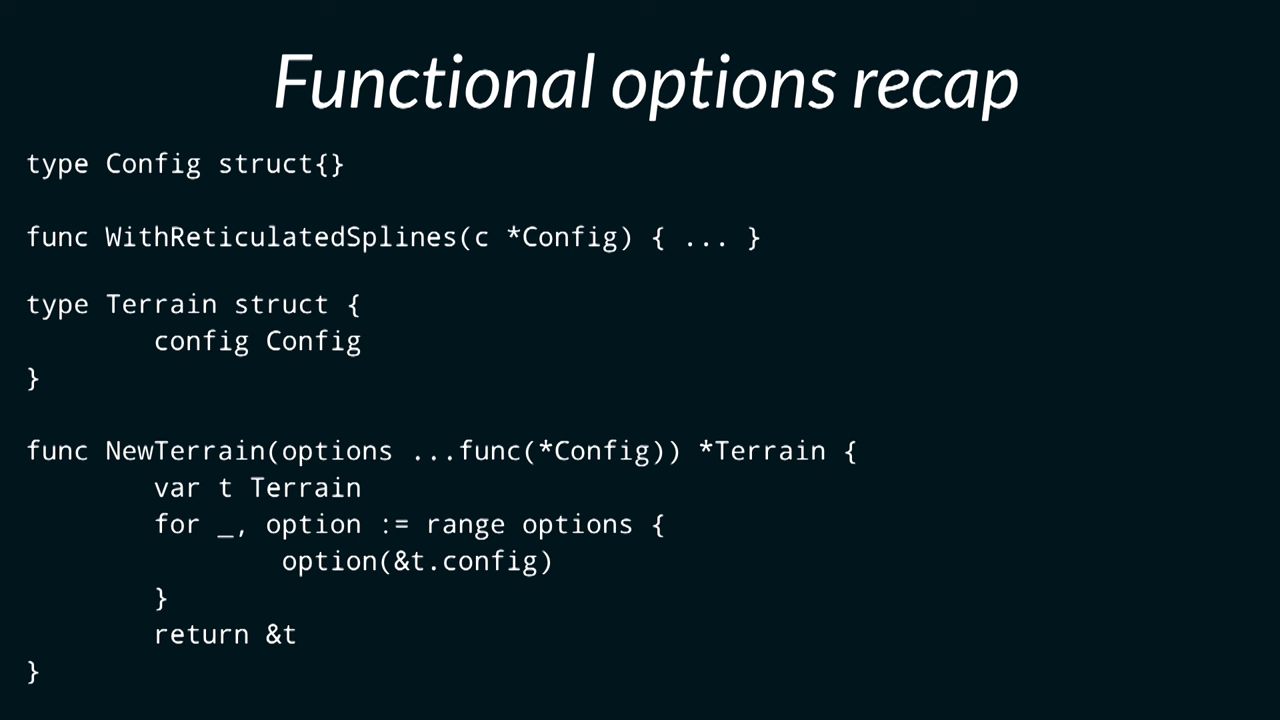 Functional options recap
type Config struct{}
func WithReticulatedSplines(c *Config) { ... }
type Terrain struct {
        config Config
}
func NewTerrain(options ...func(*Config)) *Terrain {
        var t Terrain
        for _, option := range options {
                option(&t.config)
        }
        return &t
}